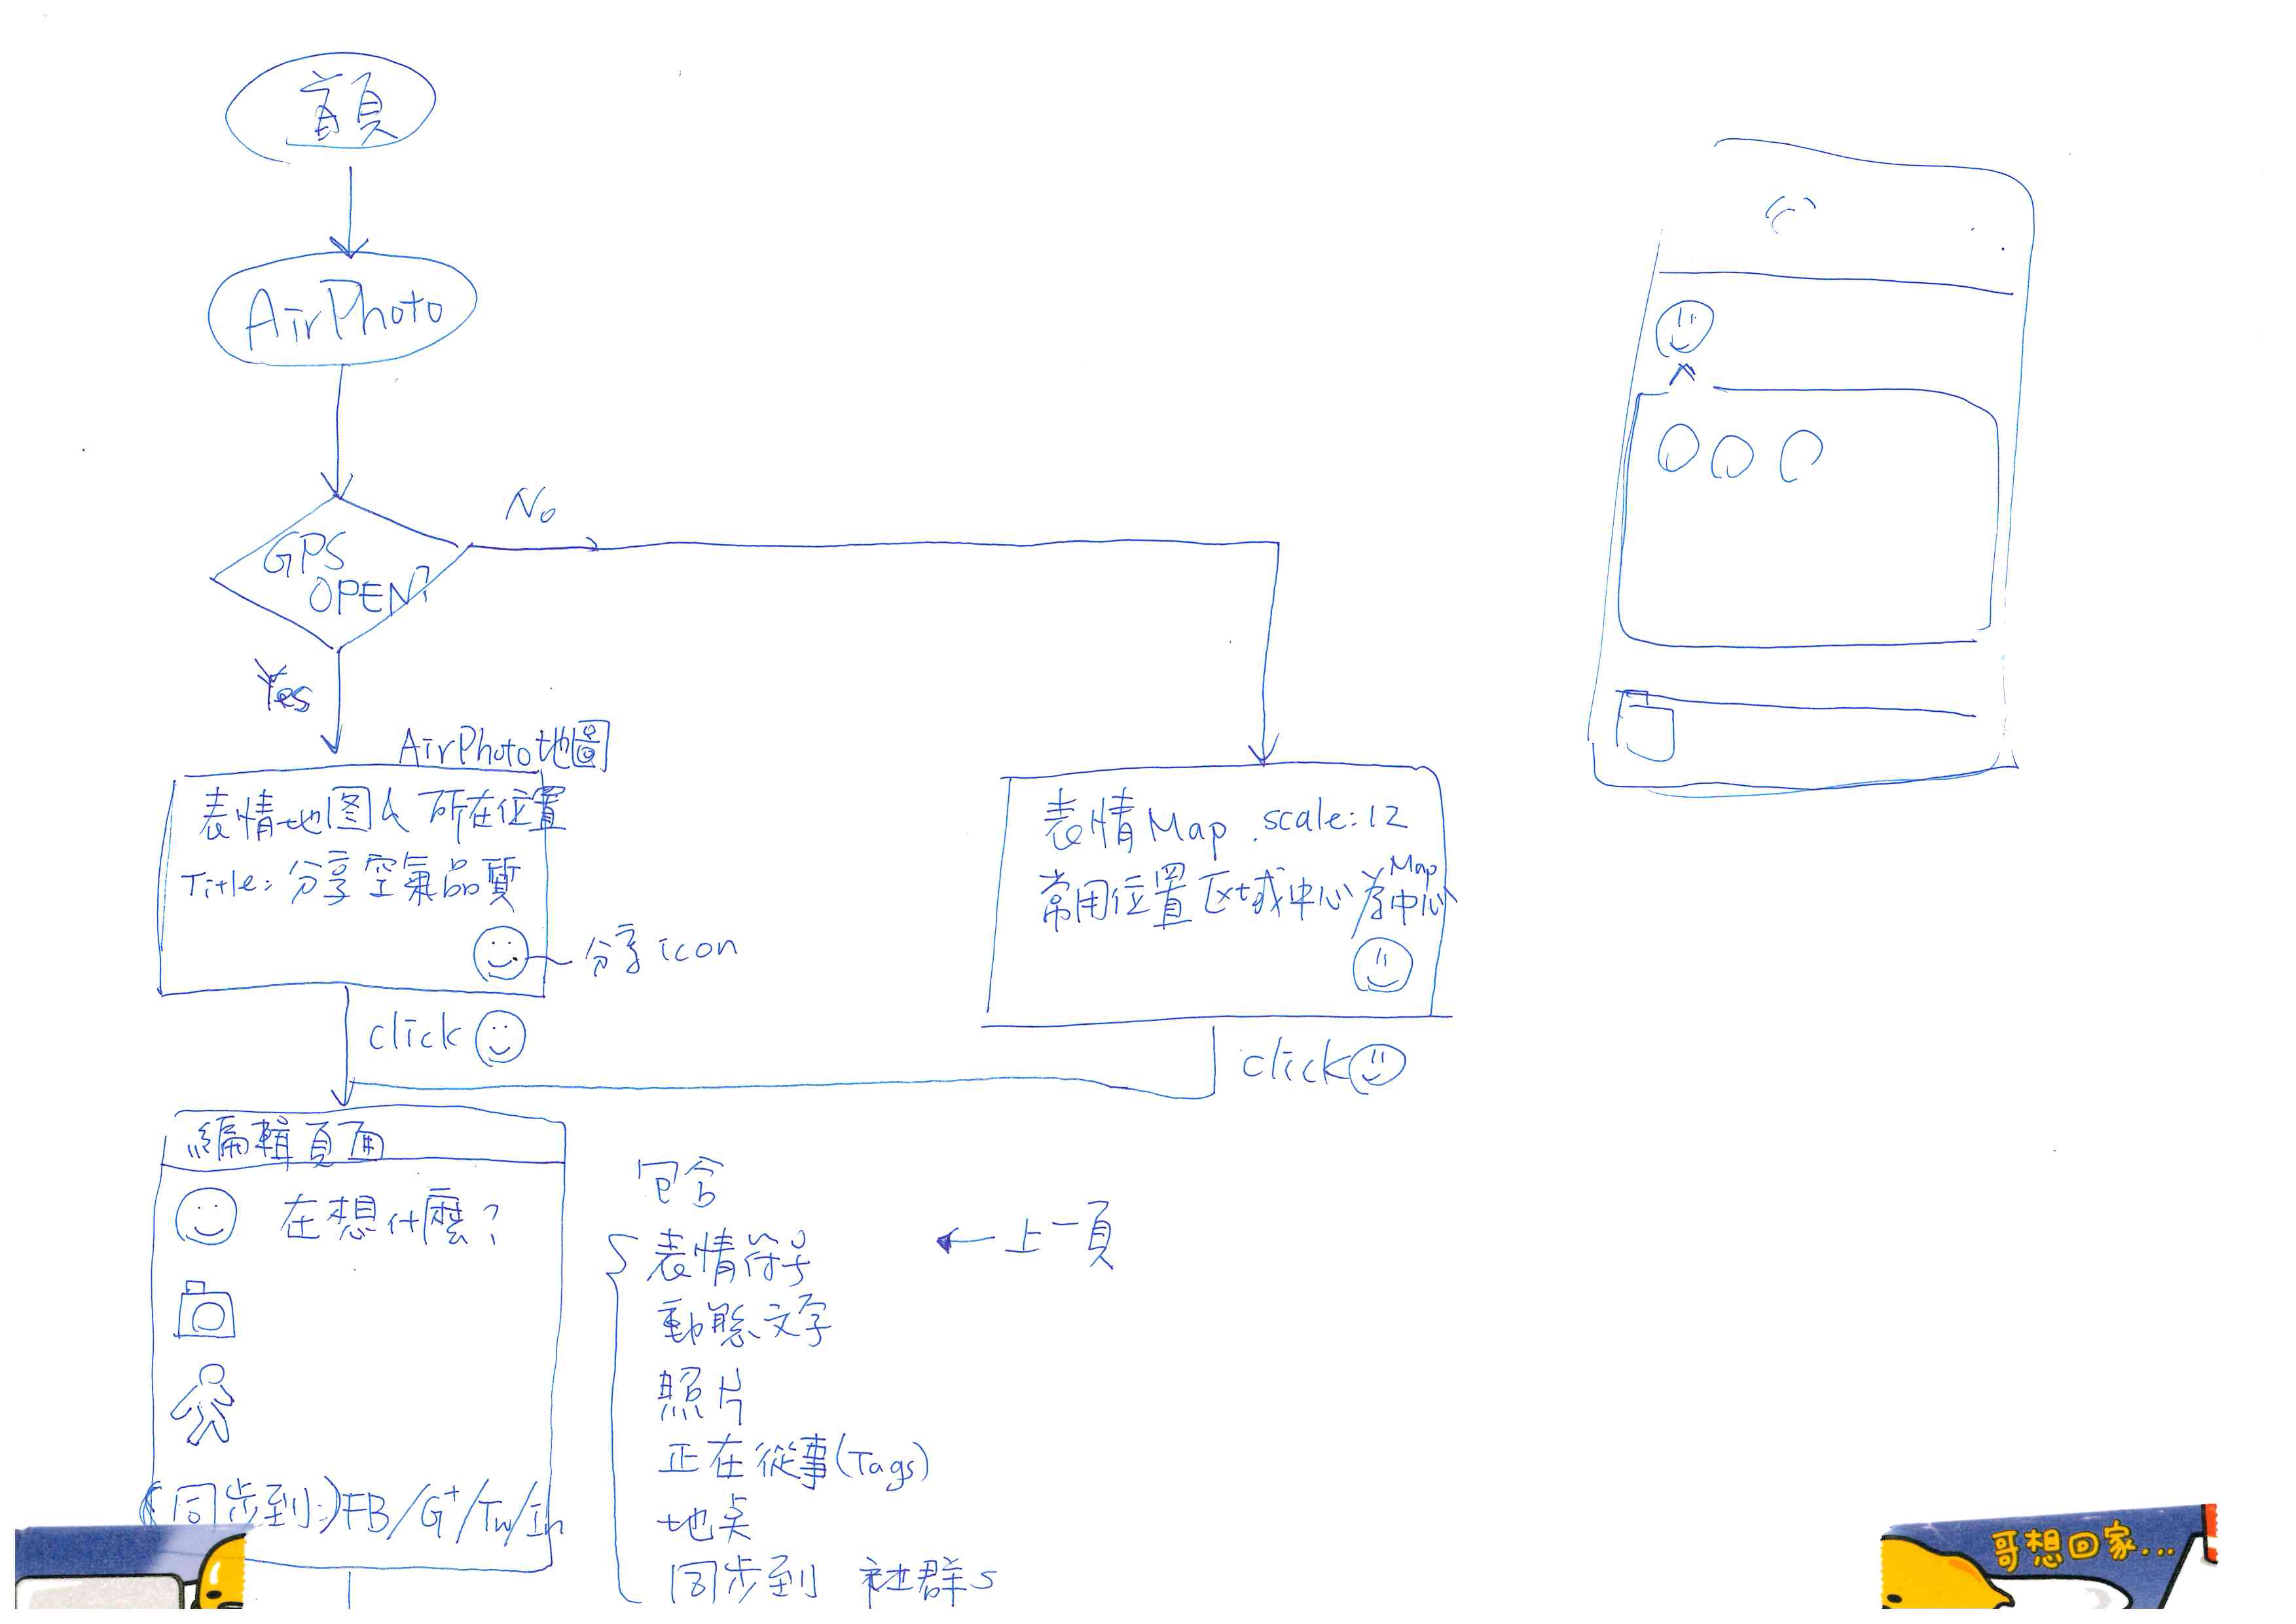 首頁
AirPhoto
GPS
OPEN?
No
Yes
AirPhoto地圖
表情地图 所在位置
Title:分享空氣品質
分享icon
click
表情Map.scale:12
常用位置区域中心為Map中心
click
編輯頁面
在想什麼?
(同步到:)FB/G+/Tw/In
包含
表情符号
動態文字
照片
正在從事(Tags)
地点
同步到 社群s
←上一頁
哥想回家...